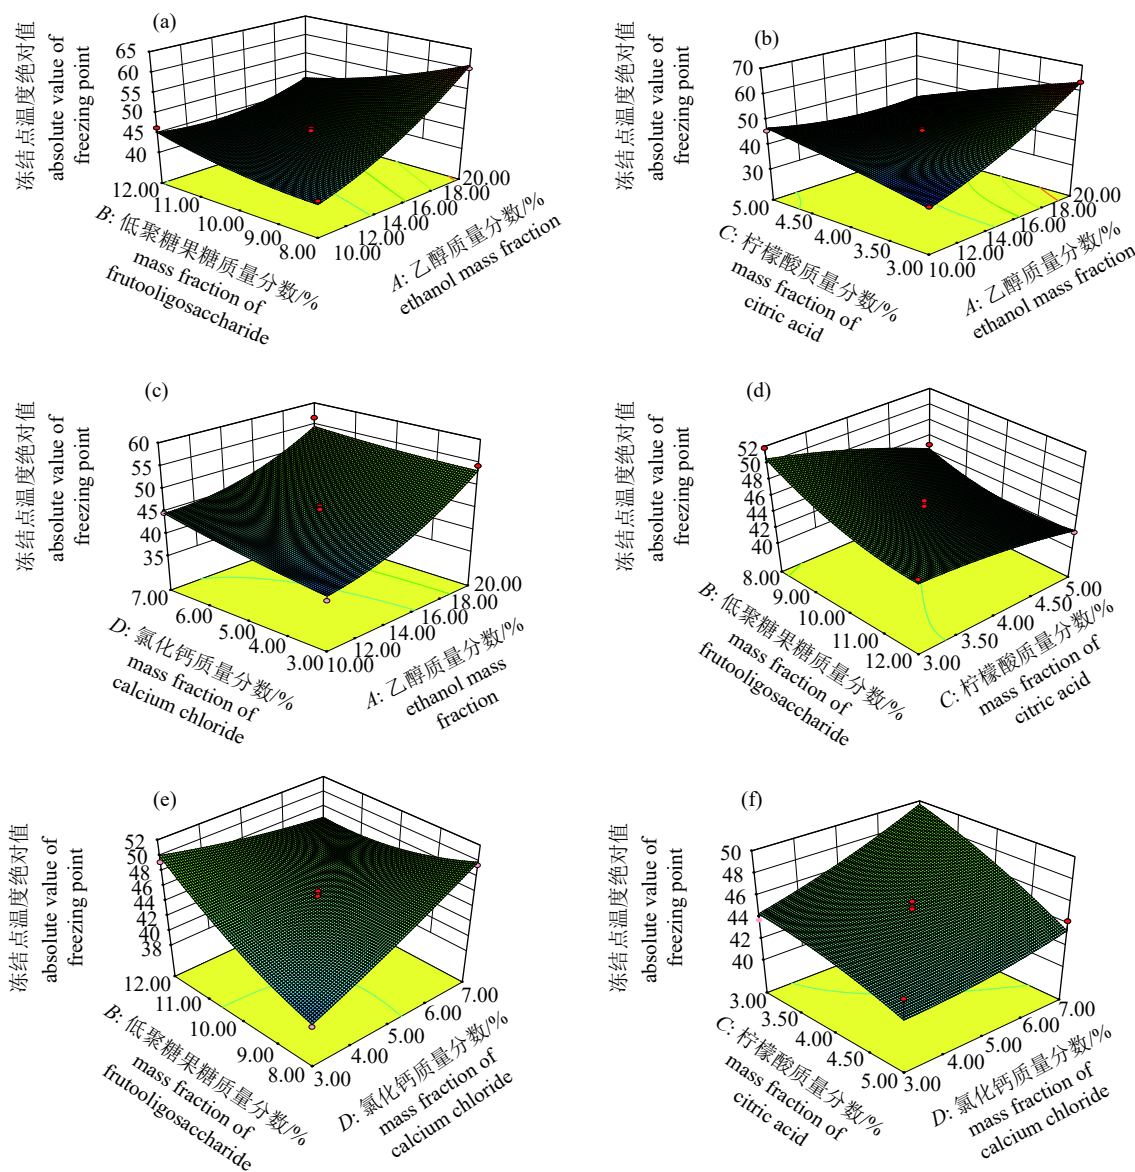 (a)
冻结点温度绝对值
absolute value of
freezing point
65
60
55
50
45
40
12.00
11.00
10.00
9.00
8.00
B: 低聚糖果糖质量分数/%
mass fraction of
frutooligosaccharide
20.00
18.00
16.00
14.00
12.00
10.00
A: 乙醇质量分数/%
ethanol mass fraction
(b)
冻结点温度绝对值
absolute value of
freezing point
70
60
50
40
30
5.00
4.50
4.00
3.50
3.00
C: 柠檬酸质量分数/%
mass fraction of
citric acid
20.00
18.00
16.00
14.00
12.00
10.00
A: 乙醇质量分数/%
ethanol mass fraction
(c)
冻结点温度绝对值
absolute value of
freezing point
60
55
50
45
35
7.00
6.00
5.00
4.00
3.00
D: 氯化钙质量分数/%
mass fraction of
calcium chloride
20.00
18.00
16.00
14.00
12.00
10.00
A: 乙醇质量分数/%
ethanol mass
fraction
(d)
冻结点温度绝对值
absolute value of
freezing point
52
50
48
46
44
42
40
8.00
9.00
10.00
11.00
12.00
B: 低聚糖果糖质量分数/%
mass fraction of
frutooligosaccharide
5.00
4.50
4.00
3.50
3.00
C: 柠檬酸质量分数/%
mass fraction of
citric acid
(e)
冻结点温度绝对值
absolute value of
freezing point
52
50
48
46
44
42
40
38
12.00
11.00
10.00
9.00
8.00
B: 低聚糖果糖质量分数/%
mass fraction of
frutooligosaccharide
7.00
6.00
5.00
4.00
3.00
D: 氯化钙质量分数/%
mass fraction of
calcium chloride
(f)
冻结点温度绝对值
absolute value of
freezing point
50
48
46
44
42
40
3.00
3.50
4.00
4.50
5.00
C: 柠檬酸质量分数/%
mass fraction of
citric acid
7.00
6.00
5.00
4.00
3.00
D: 氯化钙质量分数/%
mass fraction of
calcium chloride